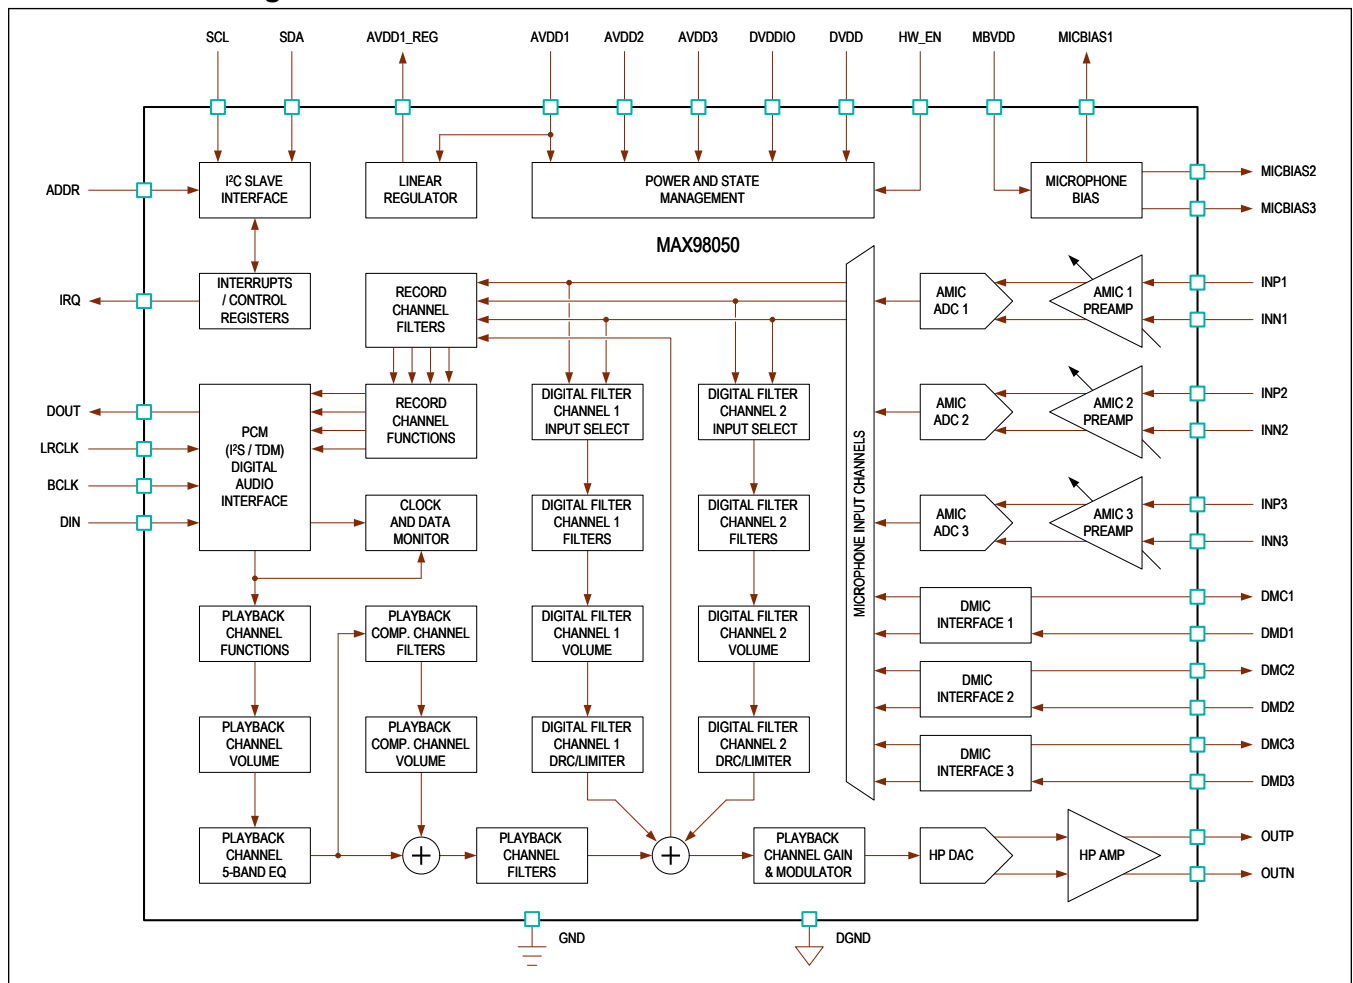 SCL
SDA
AVDD1_REG
AVDD1
AVDD2
AVDD3
DVDDIO
DVDD
HW_EN
MBVDD
MICBIAS1
ADDR
I²C SLAVE
INTERFACE
LINEAR
REGULATOR
POWER AND STATE
MANAGEMENT
MICROPHONE
BIAS
MICBIAS2
MICBIAS3
MAX98050
IRQ
INTERRUPTS
/ CONTROL
REGISTERS
RECORD
CHANNEL
FILTERS
AMIC
ADC 1
AMIC 1
PREAMP
INP1
INN1
DOUT
LRCLK
BCLK
DIN
PCM
(I²S / TDM)
DIGITAL
AUDIO
INTERFACE
RECORD
CHANNEL
FUNCTIONS
DIGITAL FILTER
CHANNEL 1
INPUT SELECT
DIGITAL FILTER
CHANNEL 2
INPUT SELECT
MICROPHONE INPUT CHANNELS
AMIC
ADC 2
AMIC 2
PREAMP
INP2
INN2
CLOCK
AND DATA
MONITOR
DIGITAL FILTER
CHANNEL 1
FILTERS
DIGITAL FILTER
CHANNEL 2
FILTERS
AMIC
ADC 3
AMIC 3
PREAMP
INP3
INN3
PLAYBACK
CHANNEL
FUNCTIONS
PLAYBACK
COMP. CHANNEL
FILTERS
DIGITAL FILTER
CHANNEL 1
VOLUME
DIGITAL FILTER
CHANNEL 2
VOLUME
DMIC
INTERFACE 1
DMC1
DMD1
DMIC
INTERFACE 2
DMC2
DMD2
PLAYBACK
CHANNEL
VOLUME
PLAYBACK
COMP. CHANNEL
VOLUME
DIGITAL FILTER
CHANNEL 1
DRC/LIMITER
DIGITAL FILTER
CHANNEL 2
DRC/LIMITER
DMIC
INTERFACE 3
DMC3
DMD3
PLAYBACK
CHANNEL
5-BAND EQ
+
PLAYBACK
CHANNEL
FILTERS
+
PLAYBACK
CHANNEL GAIN
& MODULATOR
HP DAC
HP AMP
OUTP
OUTN
GND
DGND